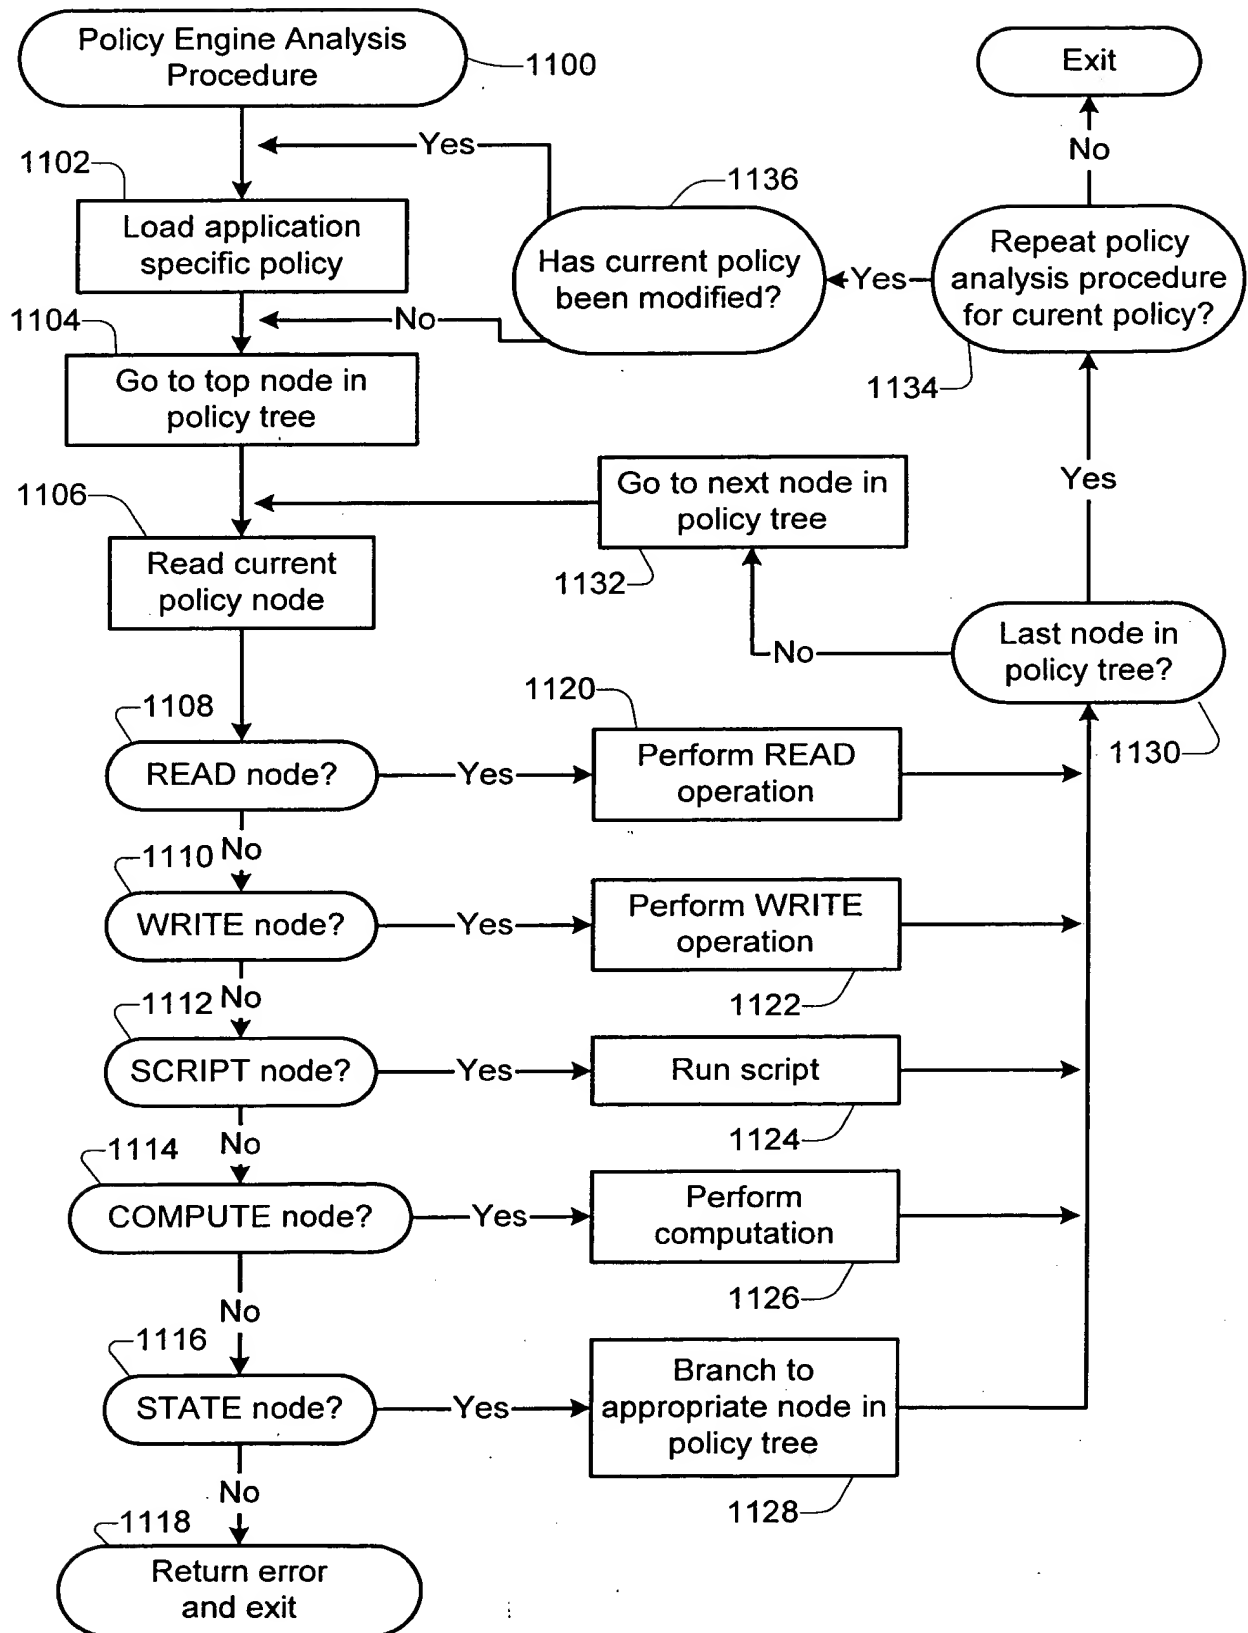 Policy Engine Analysis
Procedure
1100
Exit
No
Yes
1102
1136
Load application
specific policy
Has current policy
been modified?
Yes
Repeat policy
analysis procedure
for curent policy?
1104
No
1134
Go to top node in
policy tree
Yes
1106
Go to next node in
policy tree
Read current
policy node
1132
Last node in
policy tree?
No
1130
1108
1120
READ node?
Yes
Perform READ
operation
No
1110
WRITE node?
Yes
Perform WRITE
operation
1122
No
1112
SCRIPT node?
Yes
Run script
1124
No
1114
COMPUTE node?
Yes
Perform
computation
1126
No
1116
STATE node?
Yes
Branch to
appropriate node in
policy tree
1128
No
1118
Return error
and exit